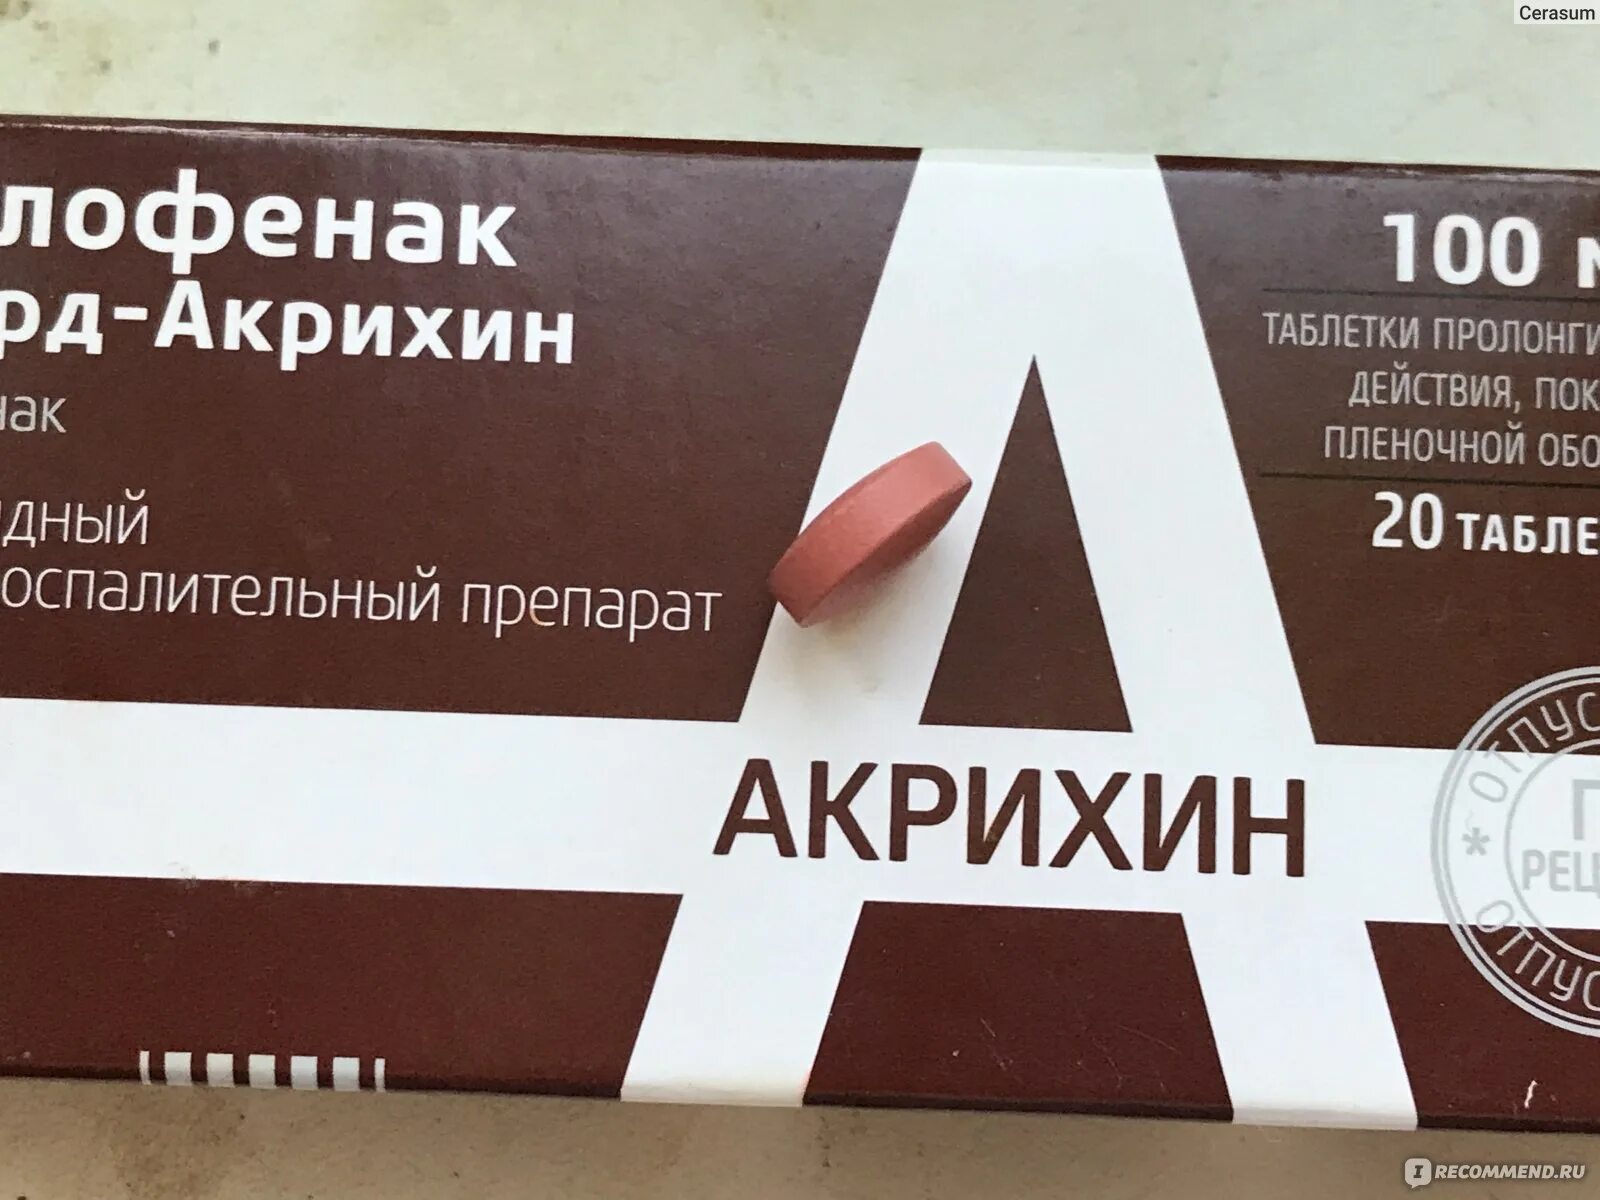 Cerasum
лофенак
рд-Акрихин
нак
дный
оспалительный препарат
100 м
ТАБЛЕТКИ ПРОЛОНГИ
ДЕЙСТВИЯ, ПОК
ПЛЕНОЧНОЙ ОБО
20 ТАБЛЕ
АКРИХИН
* ОТПУС
П
РЕЦ
ОТПУС
IRECOMMEND.RU